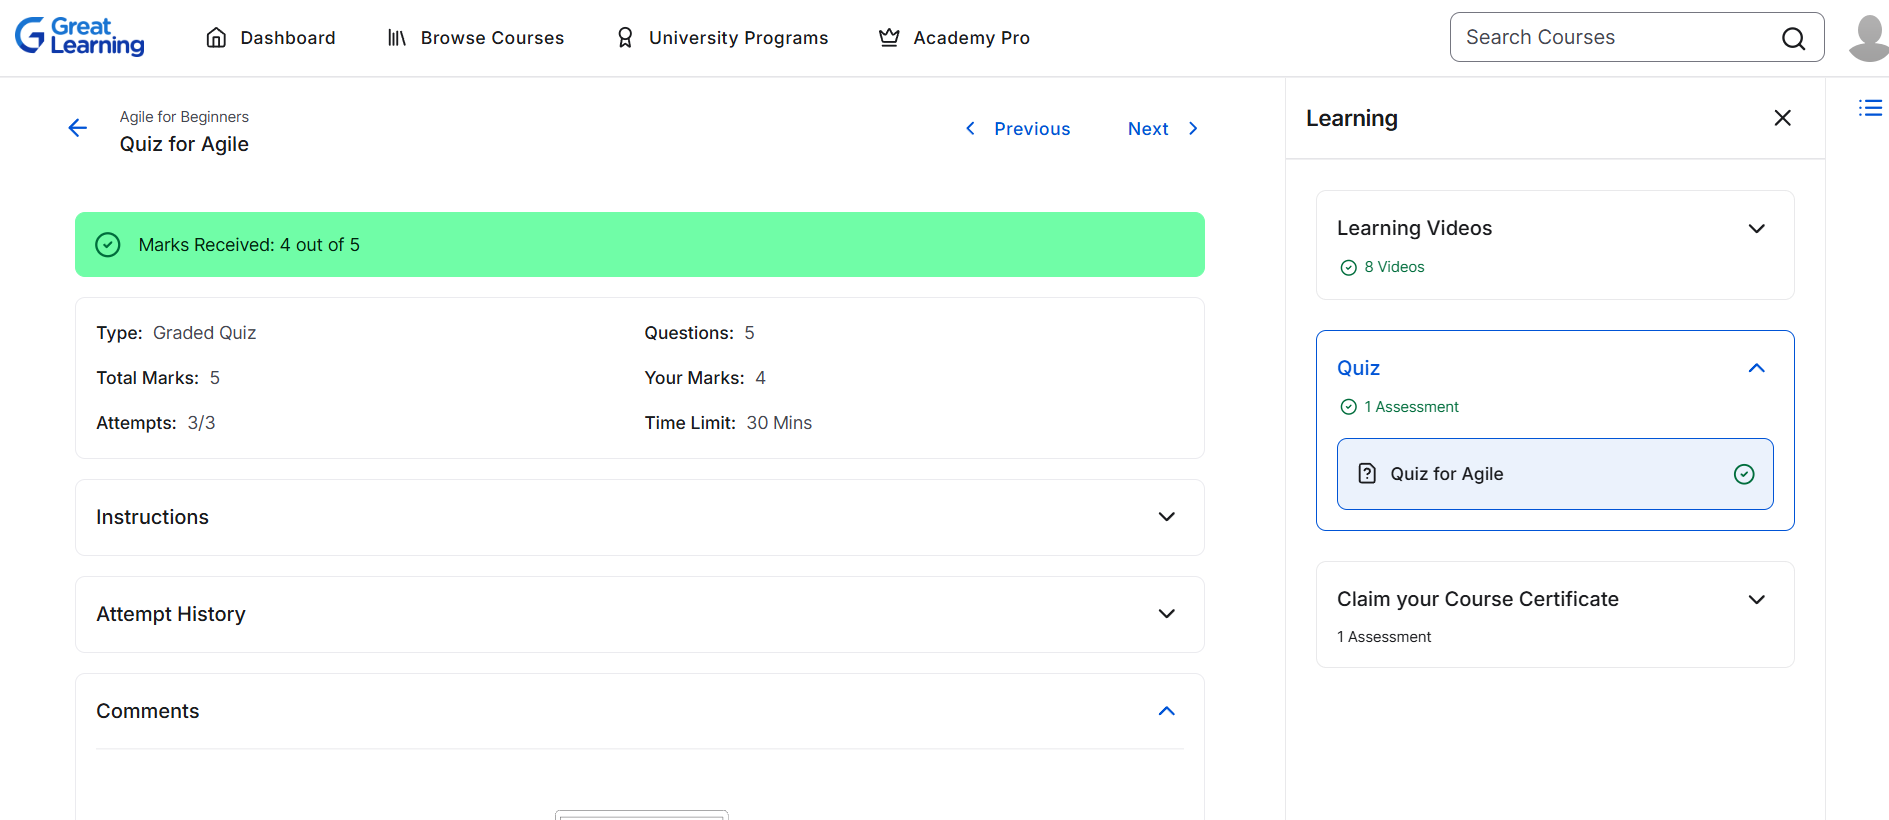 Great Learning
Dashboard
Browse Courses
University Programs
Academy Pro
Search Courses
Agile for Beginners
Quiz for Agile
Previous
Next
Marks Received: 4 out of 5
Type: Graded Quiz
Questions: 5
Total Marks: 5
Your Marks: 4
Attempts: 3/3
Time Limit: 30 Mins
Instructions
Attempt History
Comments
Learning
Learning Videos
8 Videos
Quiz
1 Assessment
Quiz for Agile
Claim your Course Certificate
1 Assessment